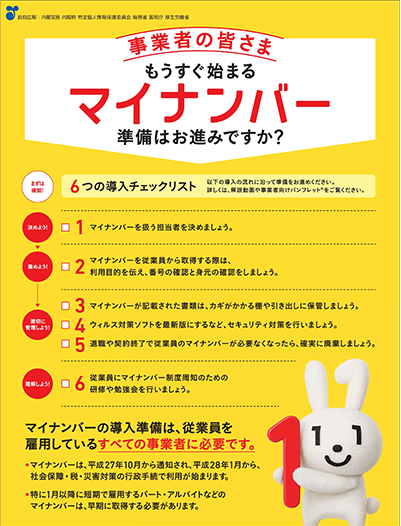 政府広報 内閣官房 内閣府 特定個人情報保護委員会 総務省 国税庁 厚生労働省
事業者の皆さま
もうすぐ始まる
マイナンバー
準備はお進みですか?
まずは
確認!
6つの導入チェックリスト
以下の導入の流れに沿って準備をお進めください。
詳しくは、解説動画や事業者向けパンフレット※をご覧ください。
決めよう!
1 マイナンバーを扱う担当者を決めましょう。
集めよう!
2 マイナンバーを従業員から取得する際は、
利用目的を伝え、番号の確認と身元の確認をしましょう。
適切に
管理しよう!
3 マイナンバーが記載された書類は、カギがかかる棚や引き出しに保管しましょう。
4 ウィルス対策ソフトを最新版にするなど、セキュリティ対策を行いましょう。
5 退職や契約終了で従業員のマイナンバーが必要なくなったら、確実に廃棄しましょう。
理解しよう!
6 従業員にマイナンバー制度周知のための
研修や勉強会を行いましょう。
マイナンバーの導入準備は、従業員を
雇用しているすべての事業者に必要です。
•マイナンバーは、平成27年10月から通知され、平成28年1月から、
社会保障・税・災害対策の行政手続で利用が始まります。
•特に1月以降に短期で雇用するパート・アルバイトなどの
マイナンバーは、早期に取得する必要があります。
1